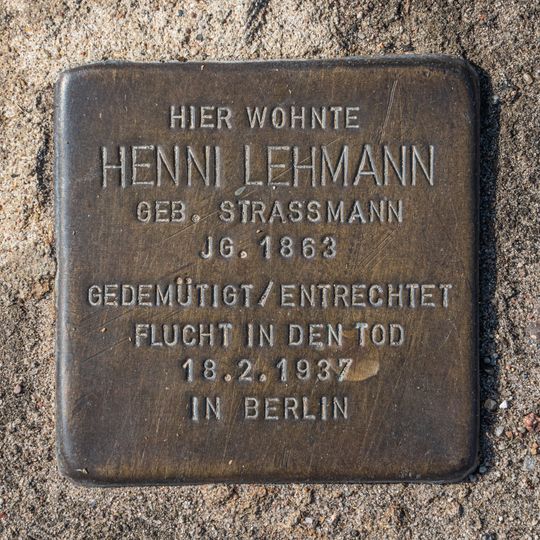 HIER WOHNTE
HENNI LEHMANN
GEB. STRASSMANN
JG. 1863
GEDEMÜTIGT/ENTRECHTET
FLUCHT IN DEN TOD
18.2.1937
IN BERLIN